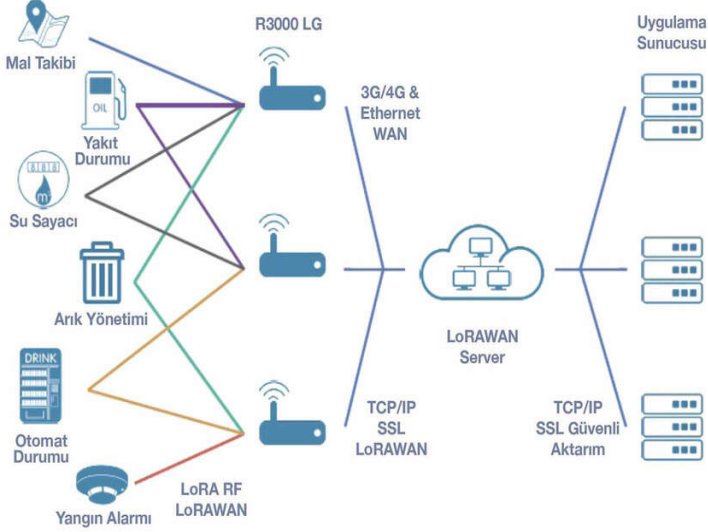 R3000 LG
Uygulama
Sunucusu
Mal Takibi
OIL
Yakıt
Durumu
3G/4G &
Ethernet
WAN
Su Sayacı
m
Arık Yönetimi
LoRAWAN
Server
DRINK
Otomat
Durumu
TCP/IP
SSL
LoRAWAN
TCP/IP
SSL Güvenli
Aktarım
LoRA RF
LoRAWAN
Yangın Alarmı